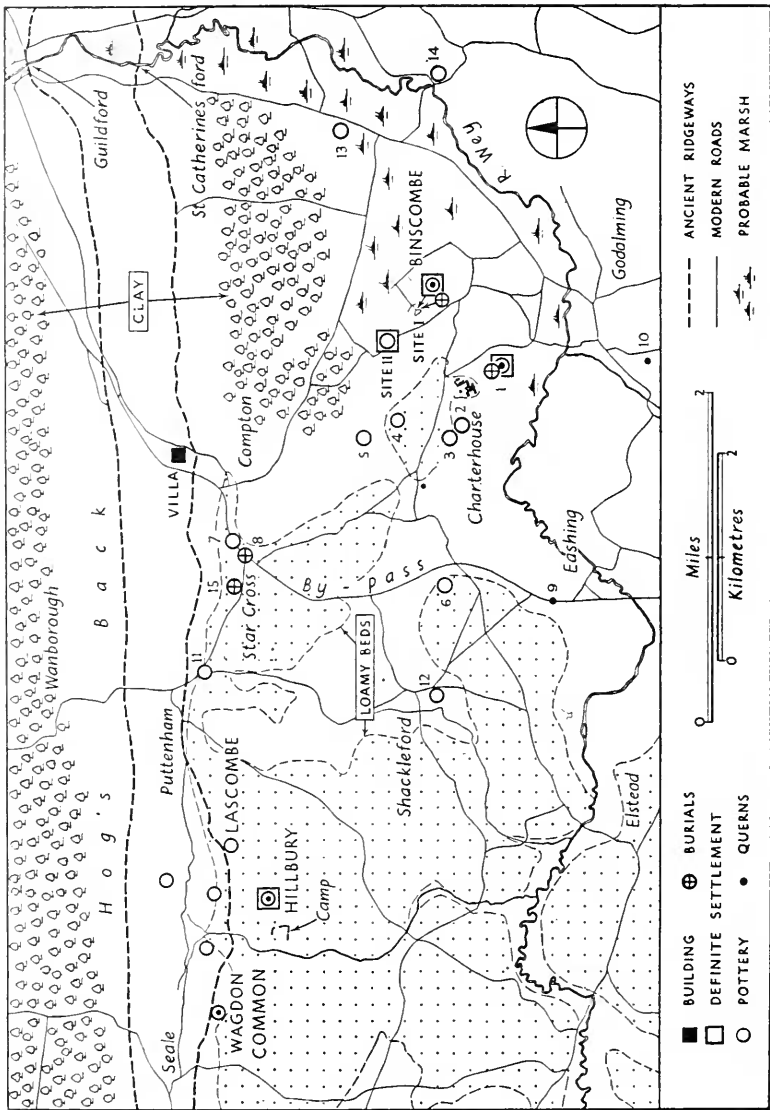 Guildford
St Catherines ford
Wanborough
CLAY
Hog's Back
VILLA
Compton
13
14
R. Wey
BINSCOMBE
SITE I
SITE II
Godalming
10
1
2
3
4
5
Charterhouse
7
8
15
Star Cross
By-pass
Eashing
9
6
11
12
LOAMY BEDS
Puttenham
Shackleford
LASCOMBE
HILLBURY
Camp
Elstead
Seale
WAGDON COMMON
BUILDING
DEFINITE SETTLEMENT
POTTERY
BURIALS
QUERNS
0 Miles 2
0 Kilometres 2
ANCIENT RIDGEWAYS
MODERN ROADS
PROBABLE MARSH